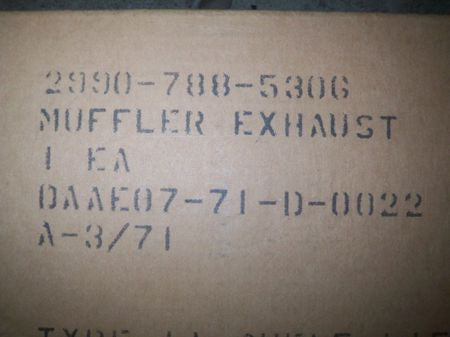 2990-788-5306
MUFFLER EXHAUST
1 EA
DAAE07-71-D-0022
A-3/71